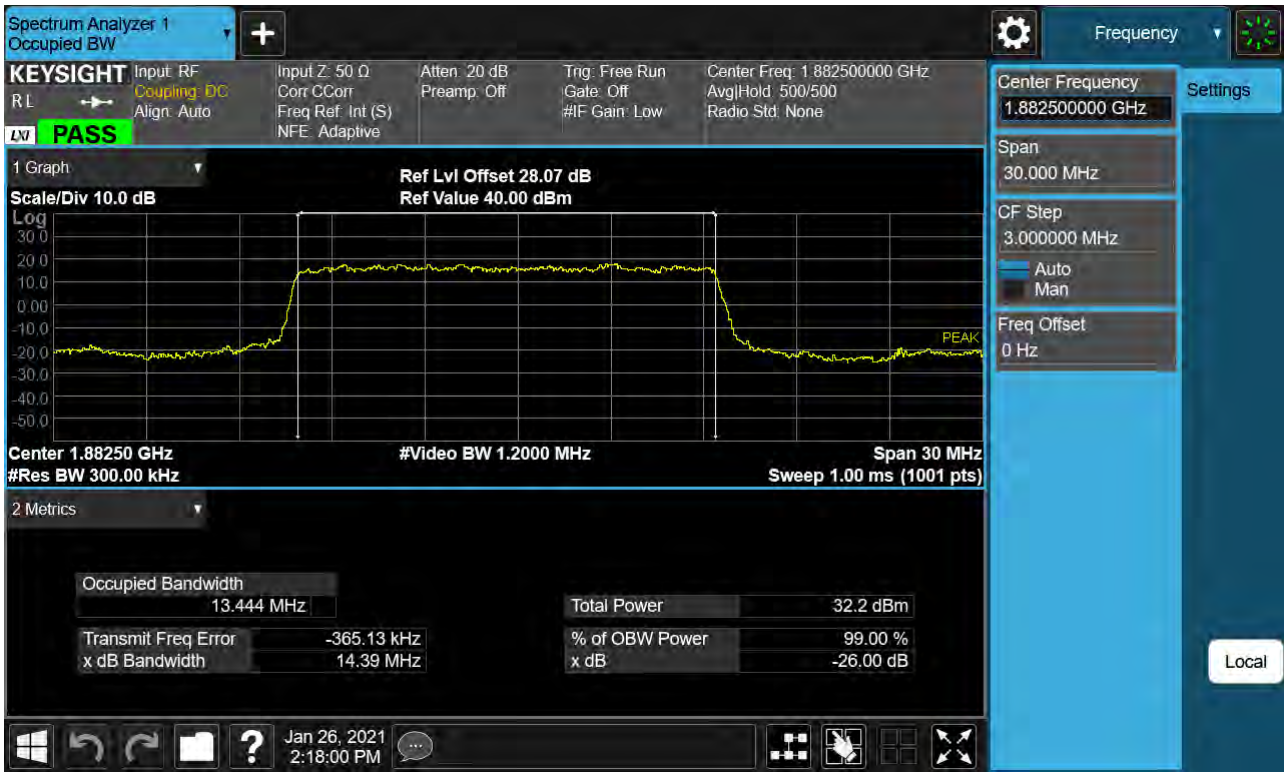 Spectrum Analyzer 1
Occupied BW
Frequency
KEYSIGHT
RL
LXI PASS
Input: RF
Coupling: DC
Align: Auto
Input Z: 50 Ω
Corr CCorr
Freq Ref: Int (S)
NFE: Adaptive
Atten: 20 dB
Preamp: Off
Trig: Free Run
Gate: Off
#IF Gain: Low
Center Freq: 1.882500000 GHz
Avg|Hold: 500/500
Radio Std: None
Center Frequency
1.882500000 GHz
Settings
Span
30.000 MHz
CF Step
3.000000 MHz
Auto
Man
Freq Offset
0 Hz
1 Graph
Scale/Div 10.0 dB
Ref Lvl Offset 28.07 dB
Ref Value 40.00 dBm
Log
30.0
20.0
10.0
0.00
-10.0
-20.0
-30.0
-40.0
-50.0
PEAK
Center 1.88250 GHz
#Video BW 1.2000 MHz
Span 30 MHz
#Res BW 300.00 kHz
Sweep 1.00 ms (1001 pts)
2 Metrics
Occupied Bandwidth
13.444 MHz
Total Power 32.2 dBm
Transmit Freq Error -365.13 kHz
% of OBW Power 99.00 %
x dB Bandwidth 14.39 MHz
x dB -26.00 dB
Local
?
Jan 26, 2021
2:18:00 PM